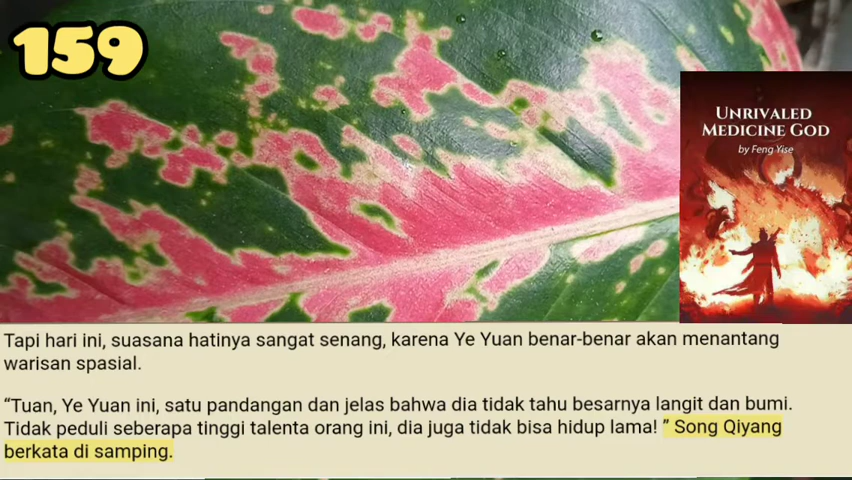 159
UNRIVALED
MEDICINE GOD
by Feng Yise
Tapi hari ini, suasana hatinya sangat senang, karena Ye Yuan benar-benar akan menantang
warisan spasial.
“Tuan, Ye Yuan ini, satu pandangan dan jelas bahwa dia tidak tahu besarnya langit dan bumi.
Tidak peduli seberapa tinggi talenta orang ini, dia juga tidak bisa hidup lama! ” Song Qiyang
berkata di samping.